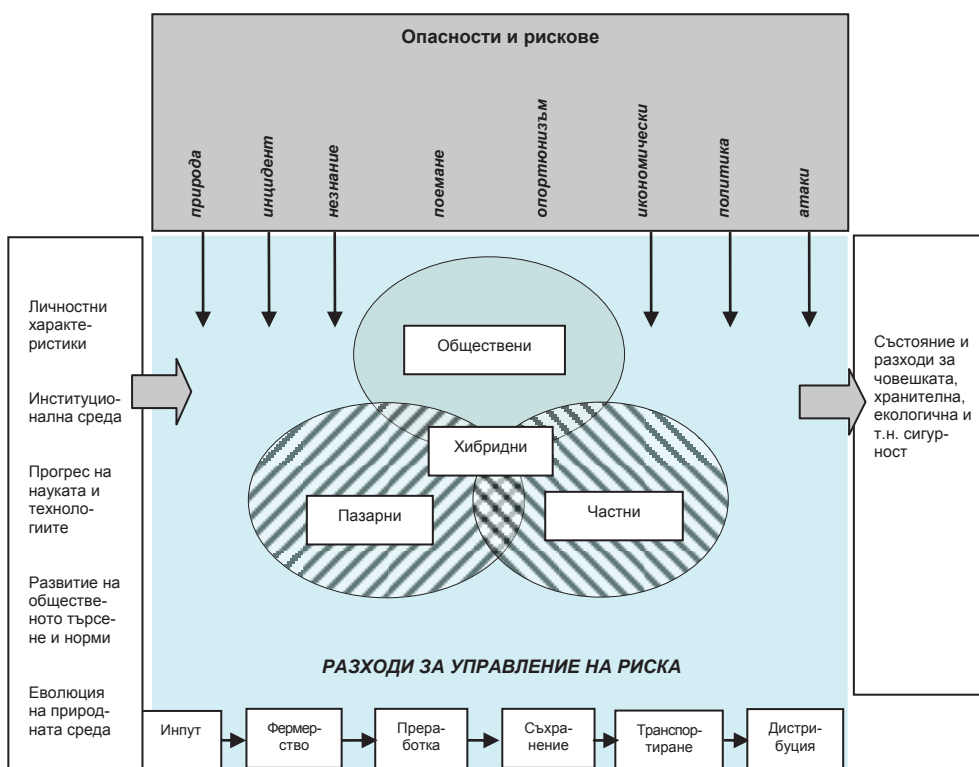 Опасности и рискове
природа
инцидент
незнание
поемане
опортюнизъм
икономически
политика
атаки
Личностни
характе-
ристики
Институцио-
нална среда
Прогрес на
науката и
технологиите
Развитие на
обществе-
ното търсе-
не и норми
Еволюция
на природ-
ната среда
Обществени
Хибридни
Пазарни
Частни
Състояние и
разходи за
човешката,
хранителна,
екологична и
т.н. сигур-
ност
РАЗХОДИ ЗА УПРАВЛЕНИЕ НА РИСКА
Инпут
Фермер-
ство
Прера-
ботка
Съхра-
нение
Транспор-
тиране
Дистри-
буция